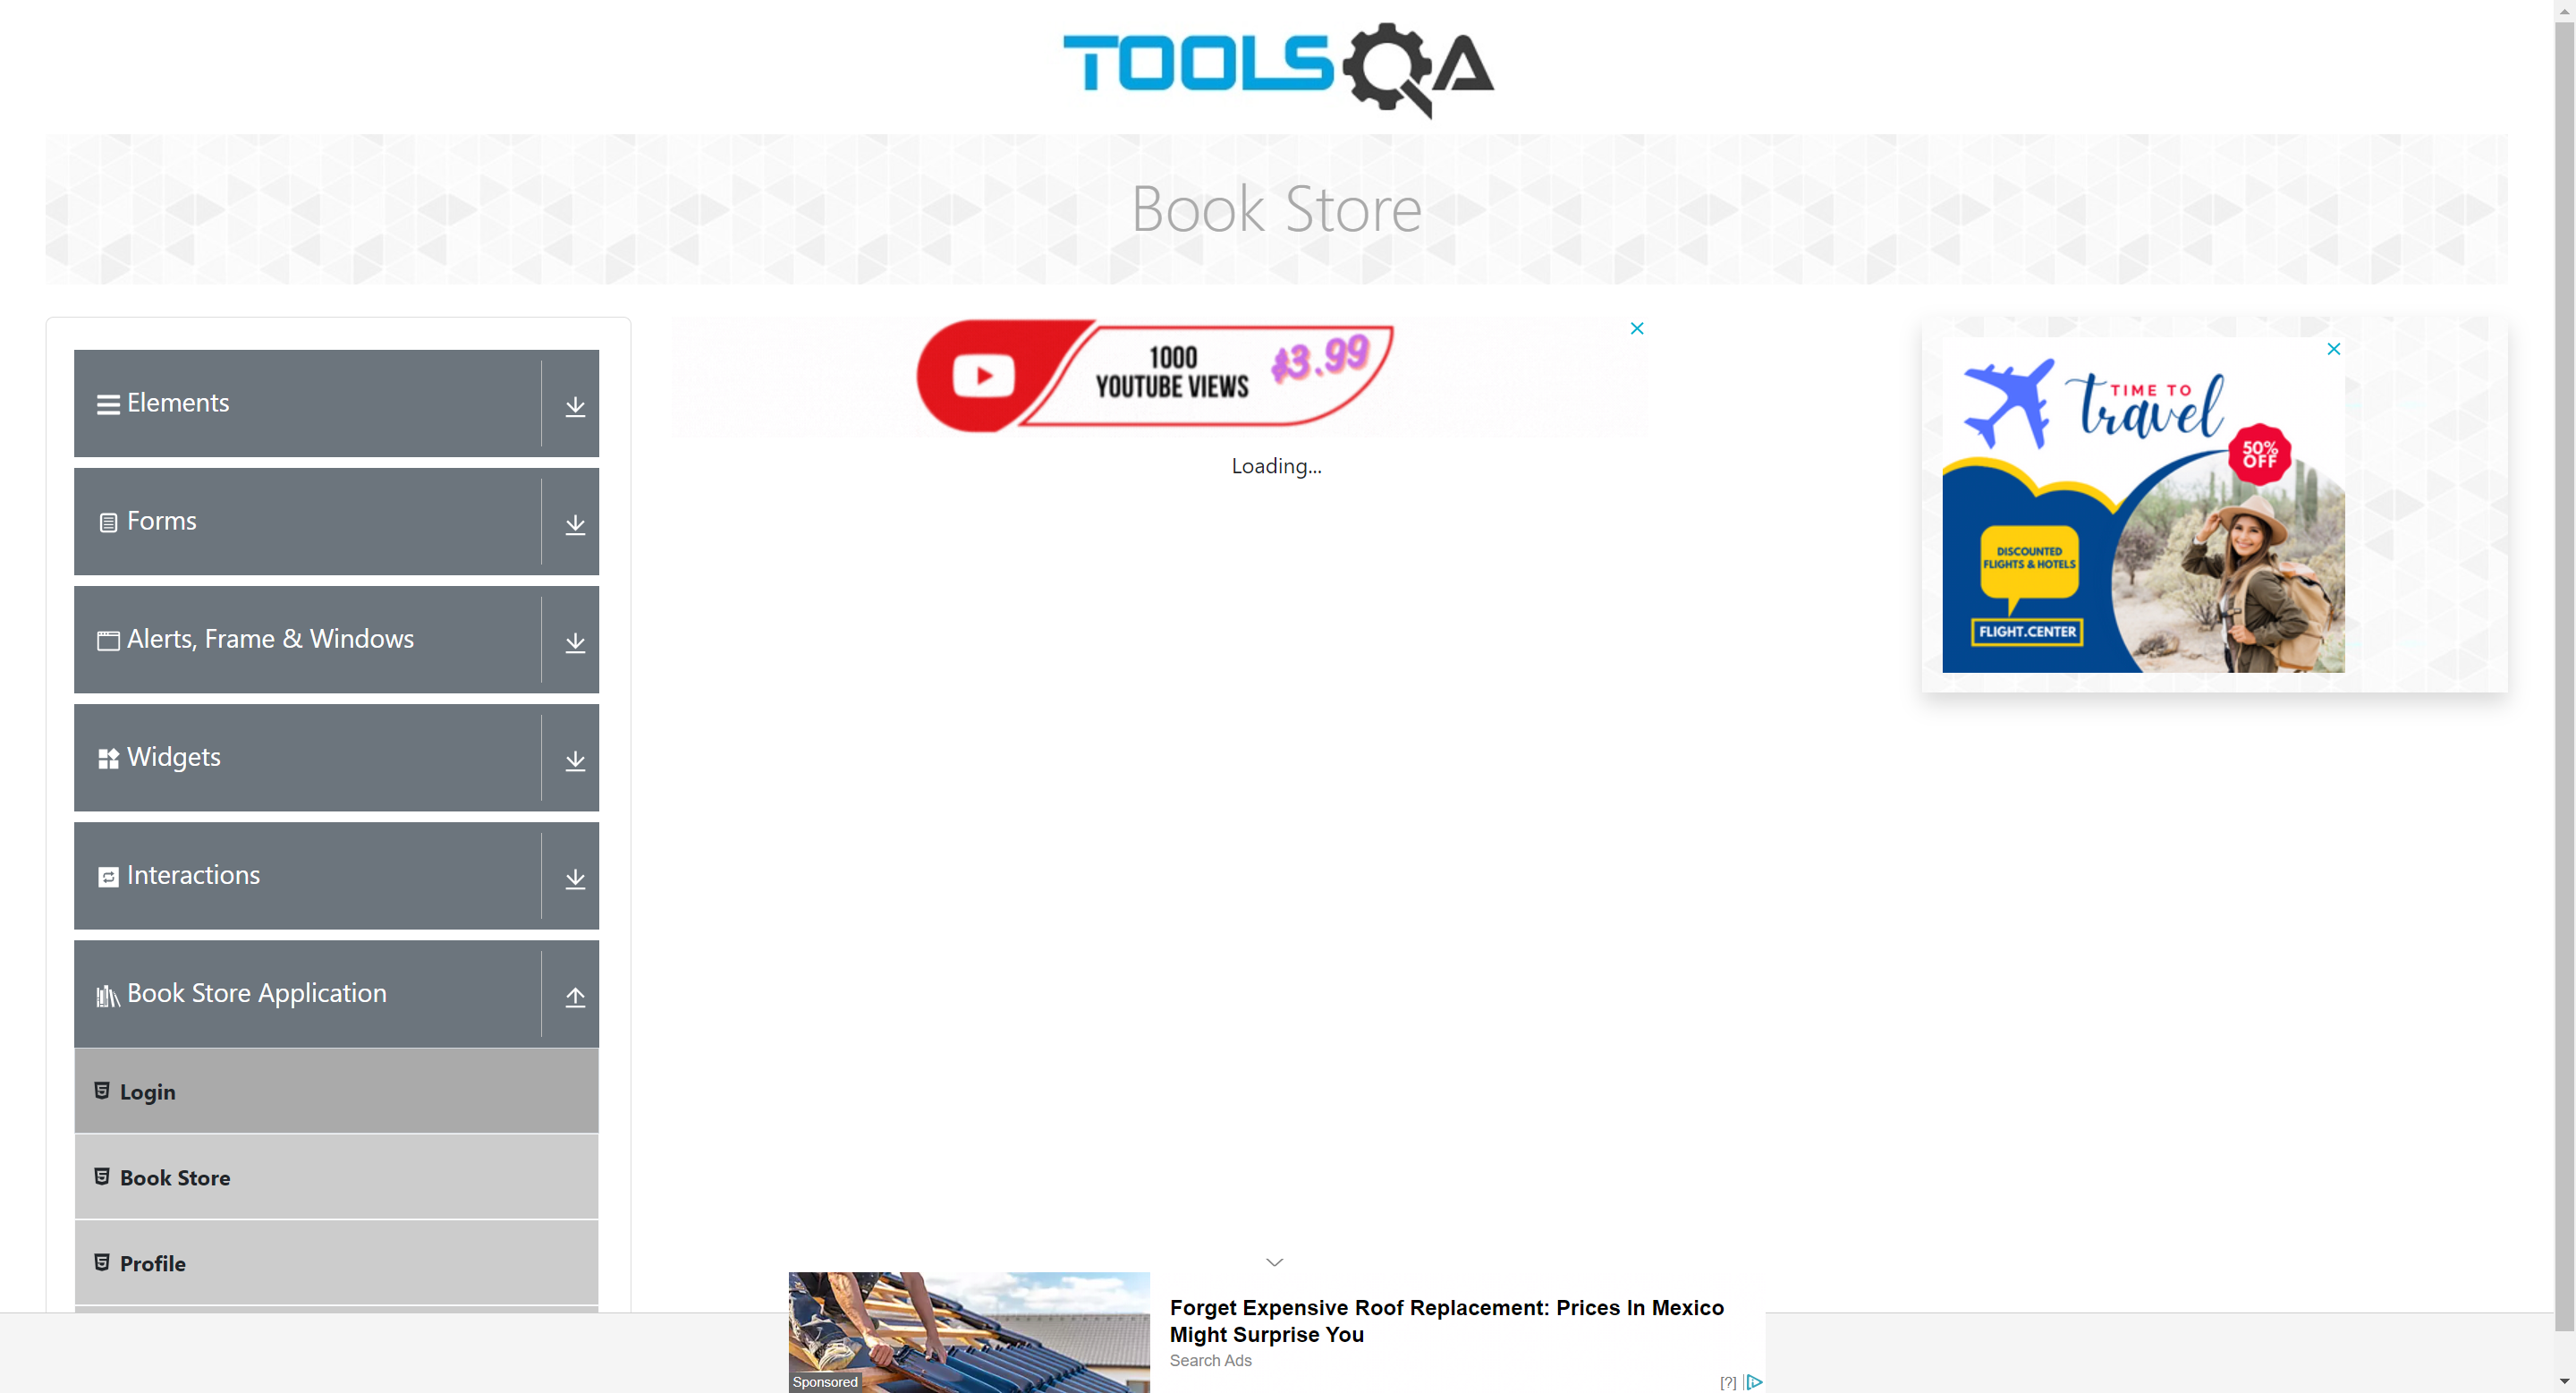 TOOLSQA
Book Store
Elements
Forms
Alerts, Frame & Windows
Widgets
Interactions
Book Store Application
Login
Book Store
Profile
1000
YOUTUBE VIEWS
$3.99
Loading...
TIME TO
travel
50%
OFF
DISCOUNTED
FLIGHTS & HOTELS
FLIGHT.CENTER
Forget Expensive Roof Replacement: Prices In Mexico
Might Surprise You
Search Ads
Sponsored
[?]